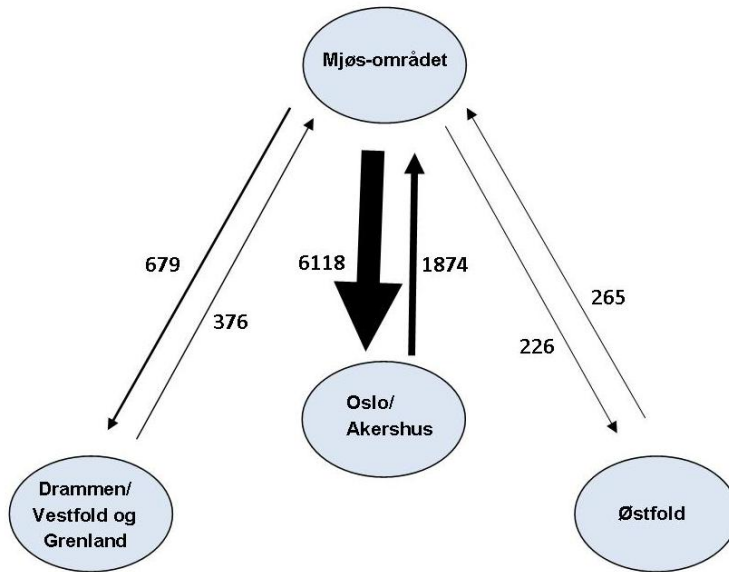 Mjøs-området
679
376
6118
1874
265
226
Oslo/
Akershus
Drammen/
Vestfold og
Grenland
Østfold